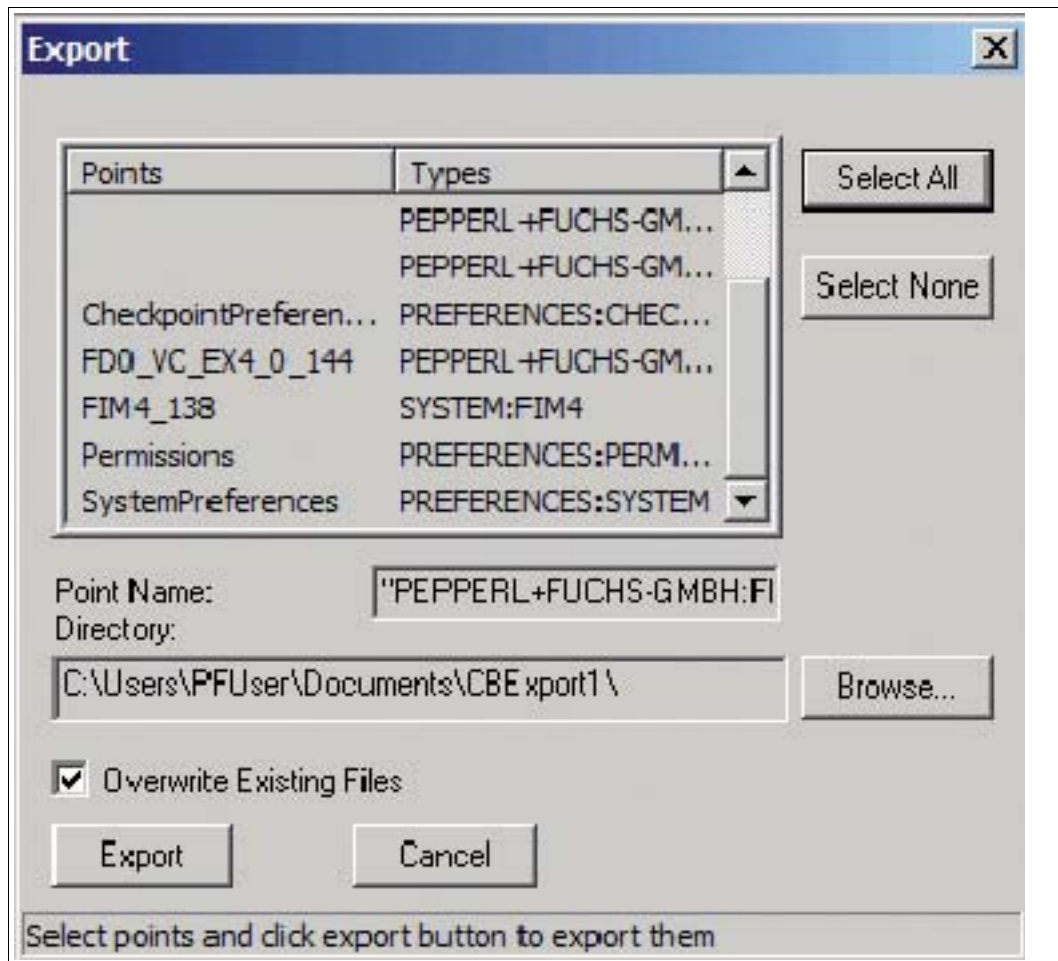 Export
Points Types
PEPPERL+FUCHS-GM...
PEPPERL+FUCHS-GM...
CheckpointPreferen... PREFERENCES:CHEC...
FD0_VC_EX4_0_144 PEPPERL+FUCHS-GM...
FIM4_138 SYSTEM:FIM4
Permissions PREFERENCES:PERM...
SystemPreferences PREFERENCES:SYSTEM
Select All
Select None
Point Name: "PEPPERL+FUCHS-GMBH:FI
Directory:
C:\Users\PFUser\Documents\CBExport1\
Browse...
Overwrite Existing Files
Export Cancel
Select points and click export button to export them